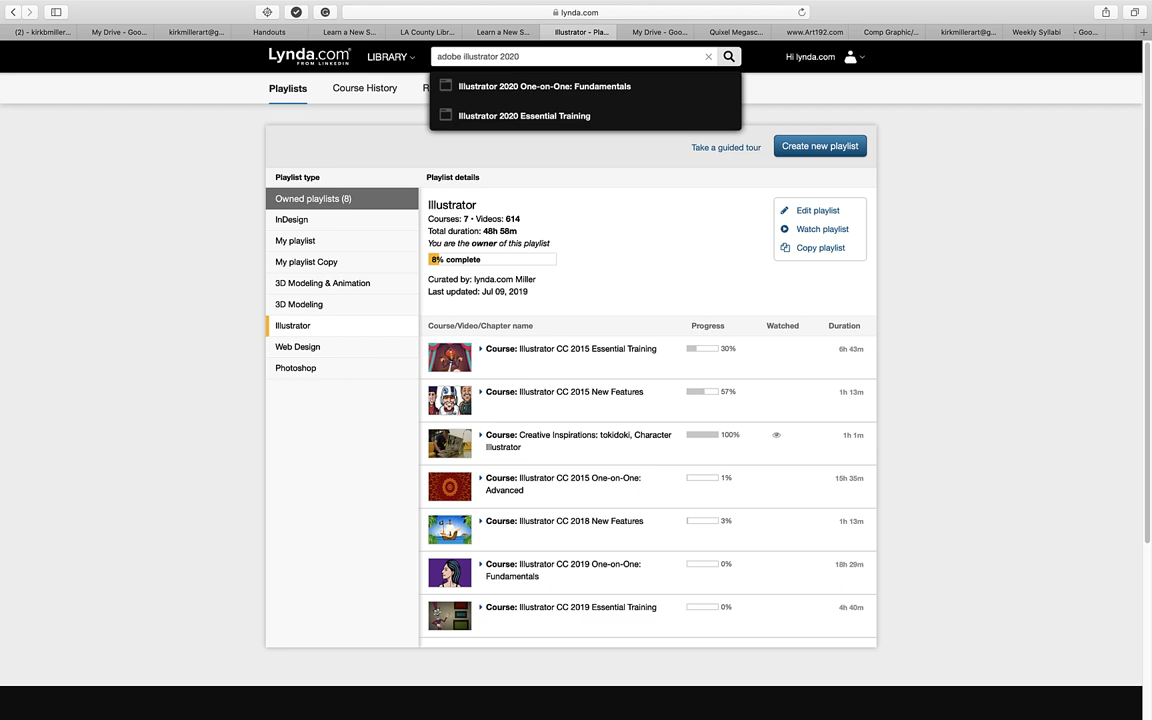 lynda.com
(2) - kirkbmiller...
My Drive - Goo...
kirkmillerart@g...
Handouts
Learn a New S...
LA County Libr...
Learn a New S...
Illustrator - Pla...
My Drive - Goo...
Quixel Megasc...
www.Art192.com
Comp Graphic/...
kirkmillerart@g...
Weekly Syllabi
- Goo...
Lynda.com
FROM LINKEDIN
LIBRARY
adobe illustrator 2020
Hi lynda.com
Playlists
Course History
R
Illustrator 2020 One-on-One: Fundamentals
Illustrator 2020 Essential Training
Take a guided tour
Create new playlist
Playlist type
Playlist details
Owned playlists (8)
InDesign
My playlist
My playlist Copy
3D Modeling & Animation
3D Modeling
Illustrator
Web Design
Photoshop
Illustrator
Courses: 7 • Videos: 614
Total duration: 48h 58m
You are the owner of this playlist
8% complete
Curated by: lynda.com Miller
Last updated: Jul 09, 2019
Edit playlist
Watch playlist
Copy playlist
Course/Video/Chapter name
Progress
Watched
Duration
Course: Illustrator CC 2015 Essential Training
30%
6h 43m
Course: Illustrator CC 2015 New Features
57%
1h 13m
Course: Creative Inspirations: tokidoki, Character
Illustrator
100%
1h 1m
Course: Illustrator CC 2015 One-on-One:
Advanced
1%
15h 35m
Course: Illustrator CC 2018 New Features
3%
1h 13m
Course: Illustrator CC 2019 One-on-One:
Fundamentals
0%
18h 29m
Course: Illustrator CC 2019 Essential Training
0%
4h 40m